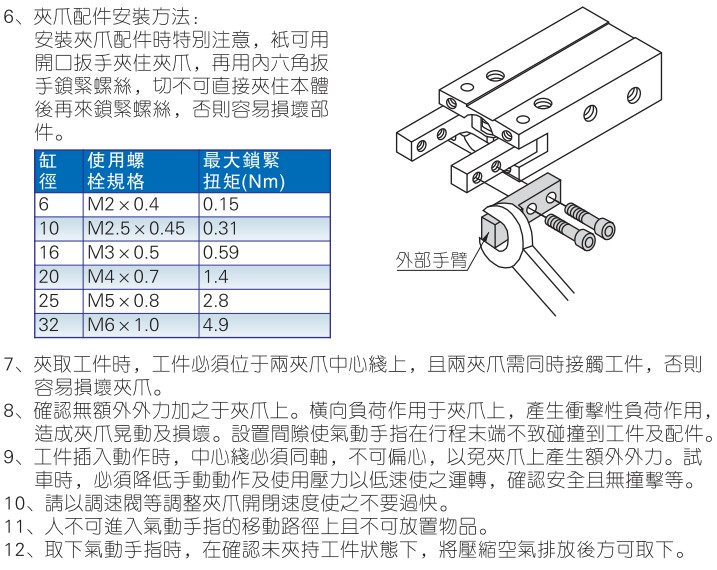 6、夾爪配件安裝方法:
安裝夾爪配件時特別注意，衹可用
開口扳手夾住夾爪，再用內六角扳
手鎖緊螺絲，切不可直接夾住本體
後再來鎖緊螺絲，否則容易損壞部
件。
缸徑 使用螺栓規格 最大鎖緊扭矩(Nm)
6 M2×0.4 0.15
10 M2.5×0.45 0.31
16 M3×0.5 0.59
20 M4×0.7 1.4
25 M5×0.8 2.8
32 M6×1.0 4.9
外部手臂
7、夾取工件時，工件必須位于兩夾爪中心綫上，且兩夾爪需同時接觸工件，否則
容易損壞夾爪。
8、確認無額外外力加之于夾爪上。橫向負荷作用于夾爪上，產生衝擊性負荷作用，
造成夾爪晃動及損壞。設置間隙使氣動手指在行程末端不致碰撞到工件及配件。
9、工件插入動作時，中心綫必須同軸，不可偏心，以免夾爪上產生額外外力。試
車時，必須降低手動動作及使用壓力以低速使之運轉，確認安全且無撞擊等。
10、請以調速閥等調整夾爪開閉速度使之不要過快。
11、人不可進入氣動手指的移動路徑上且不可放置物品。
12、取下氣動手指時，在確認未夾持工件狀態下，將壓縮空氣排放後方可取下。